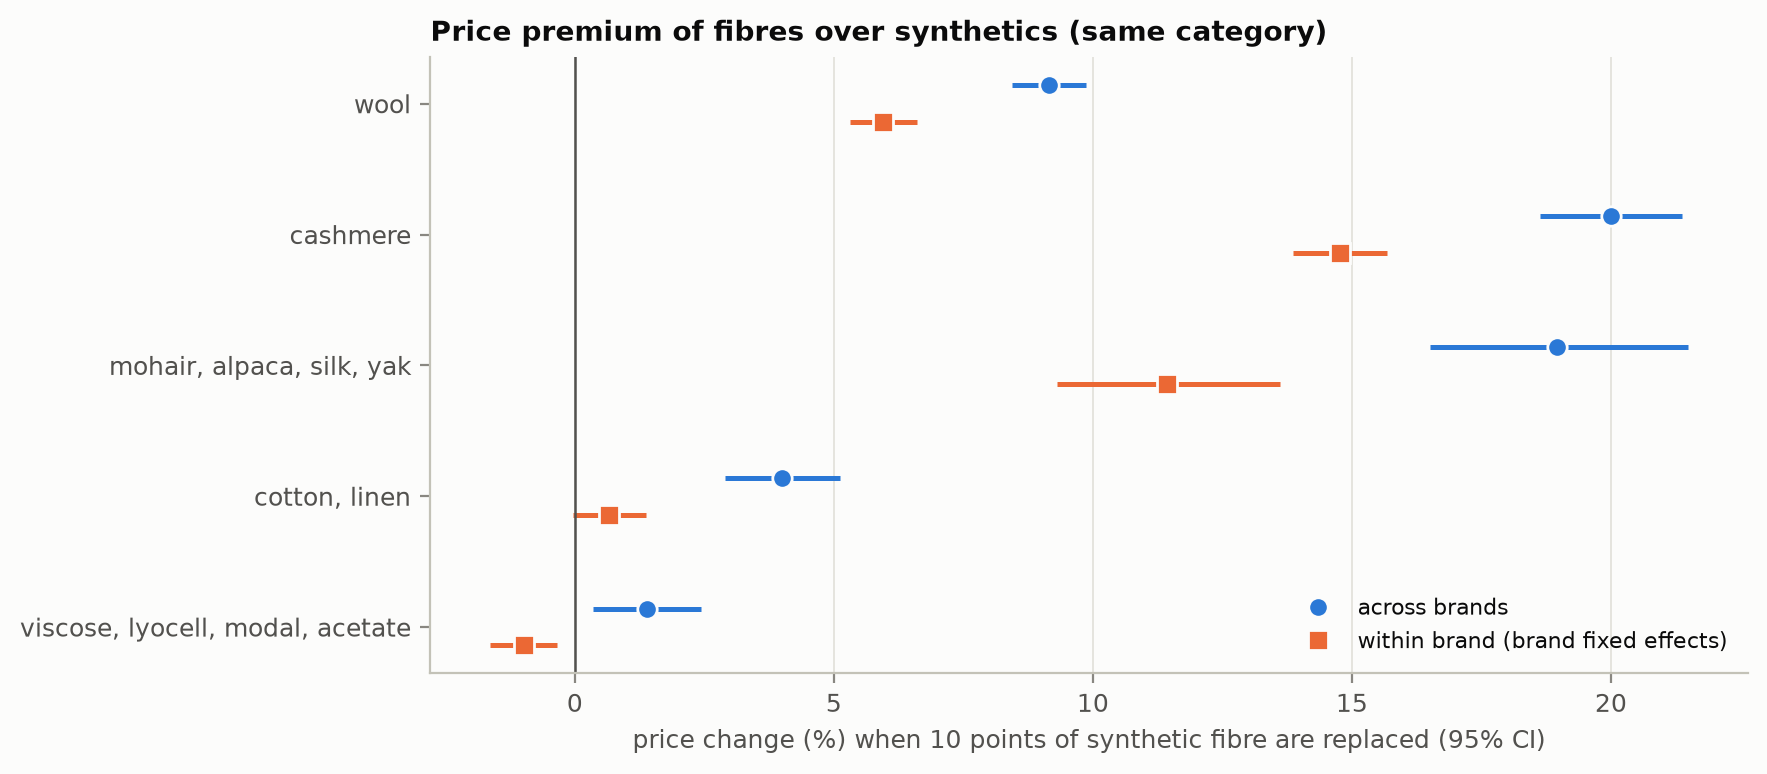 Price premium of fibres over synthetics (same category)
wool
cashmere
mohair, alpaca, silk, yak
cotton, linen
viscose, lyocell, modal, acetate
across brands
within brand (brand fixed effects)
0 5 10 15 20
price change (%) when 10 points of synthetic fibre are replaced (95% CI)